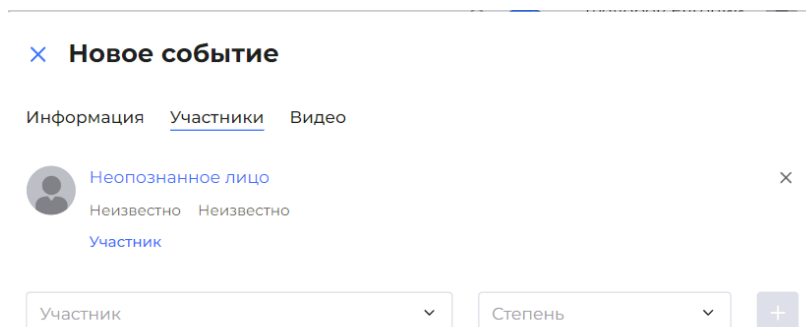 Новое событие
Информация Участники Видео
Неопознанное лицо
Неизвестно Неизвестно
Участник
Участник Степень